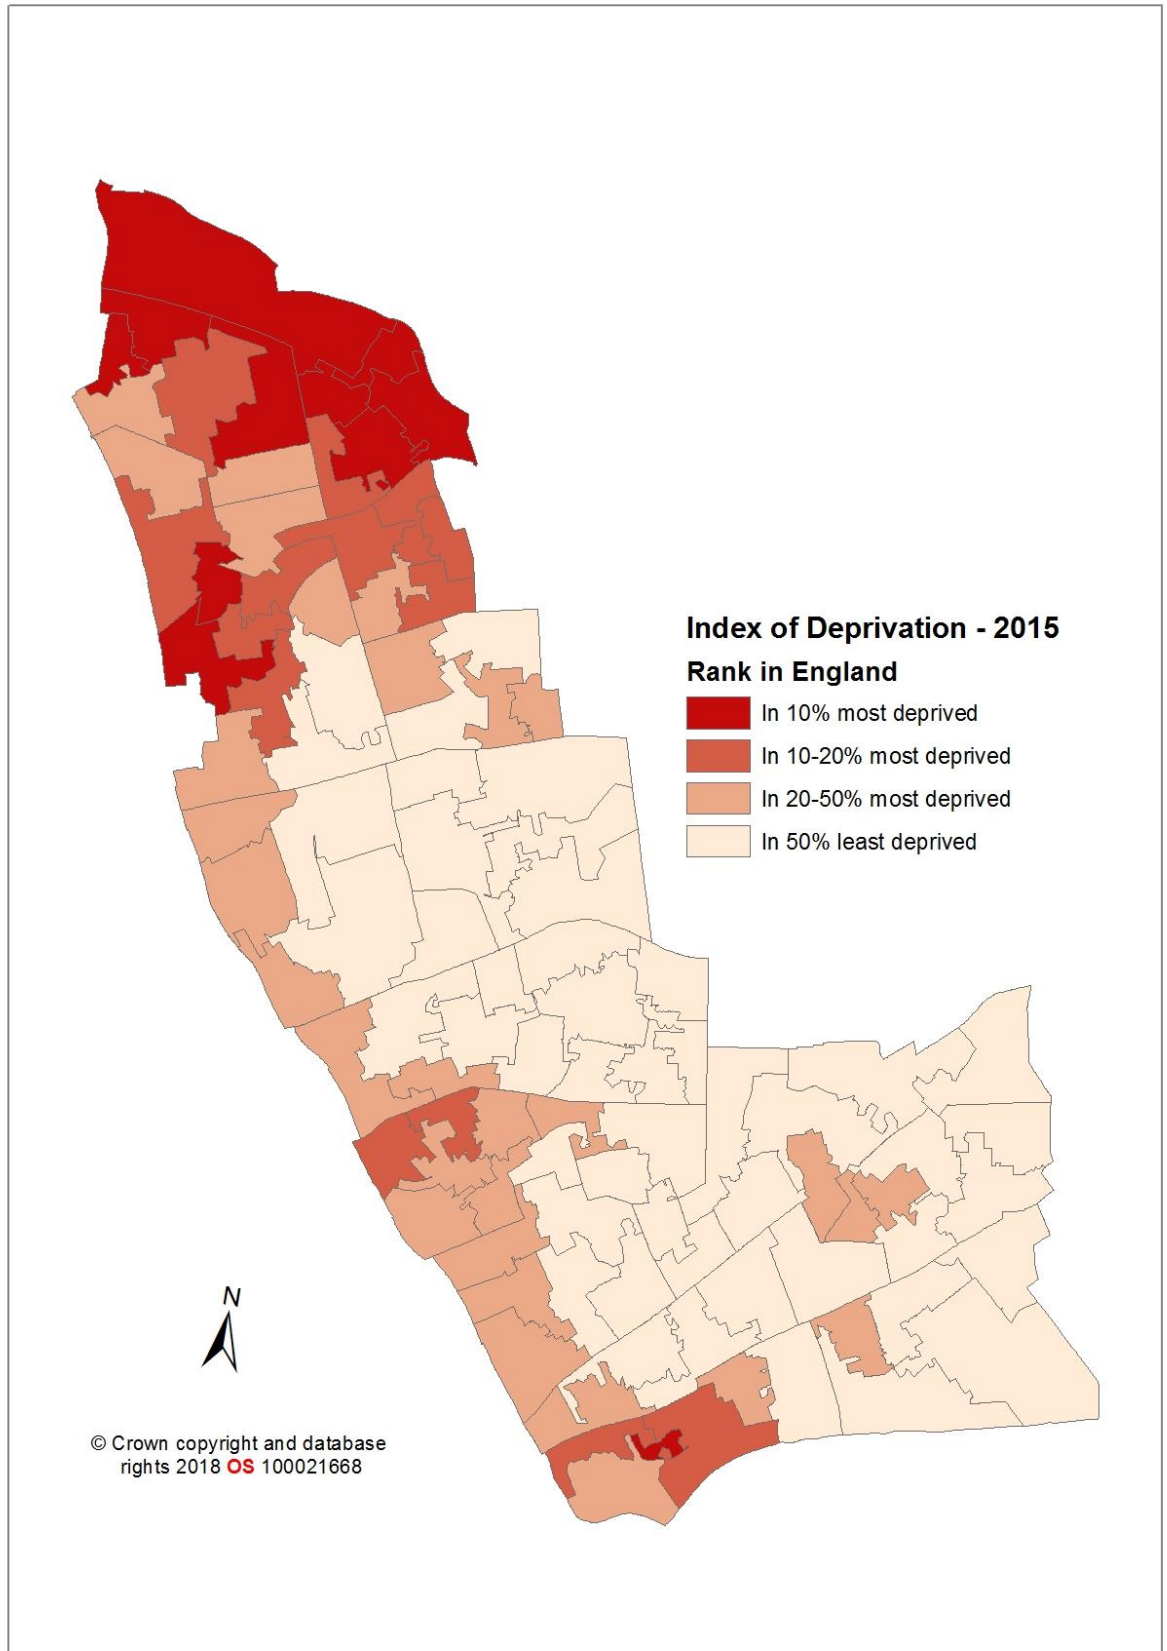 Index of Deprivation - 2015
Rank in England
In 10% most deprived
In 10-20% most deprived
In 20-50% most deprived
In 50% least deprived
N
© Crown copyright and database
rights 2018 OS 100021668